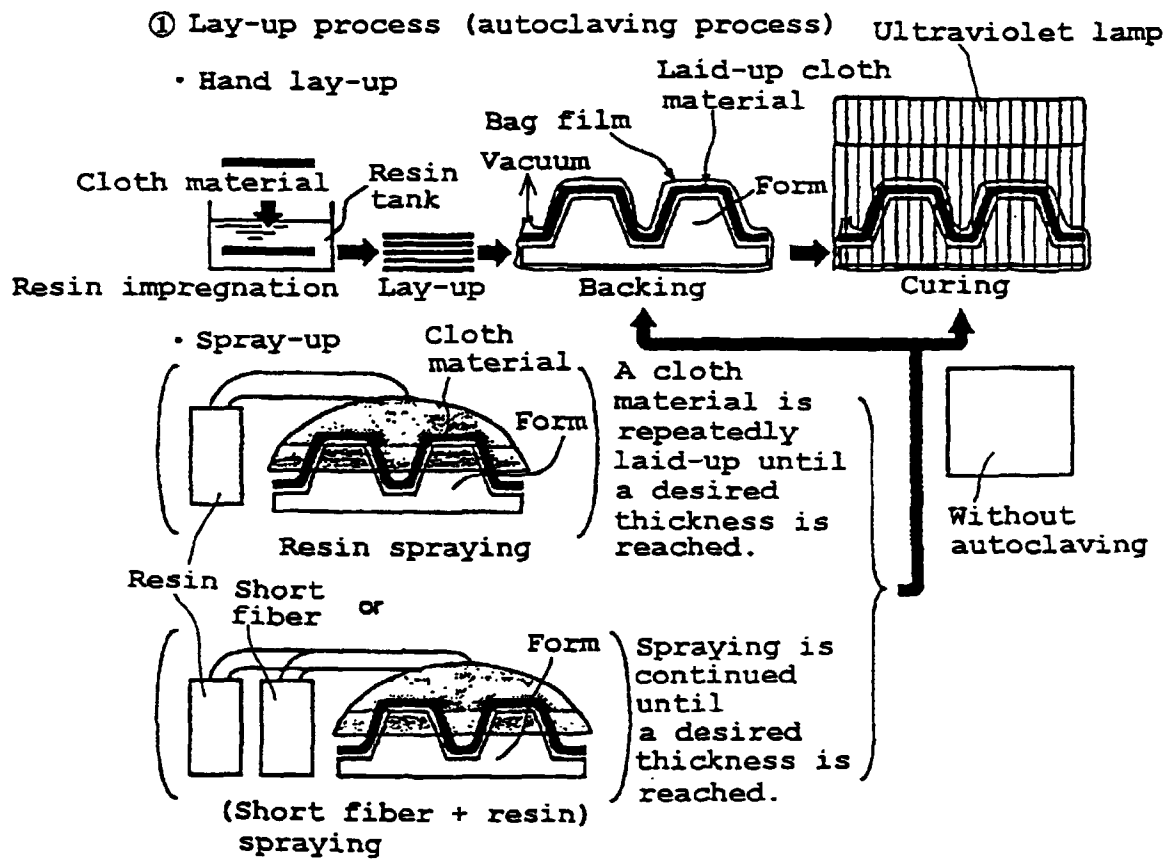 ① Lay-up process (autoclaving process)
Ultraviolet lamp
· Hand lay-up
Laid-up cloth
material
Bag film
Vacuum
Cloth material
Resin
tank
Form
Resin impregnation
Lay-up
Backing
Curing
· Spray-up
Cloth
material
Form
A cloth
material is
repeatedly
laid-up until
a desired
thickness is
reached.
Resin spraying
Without
autoclaving
Resin
Short
fiber
or
Form
Spraying is
continued
until
a desired
thickness is
reached.
(Short fiber + resin)
spraying